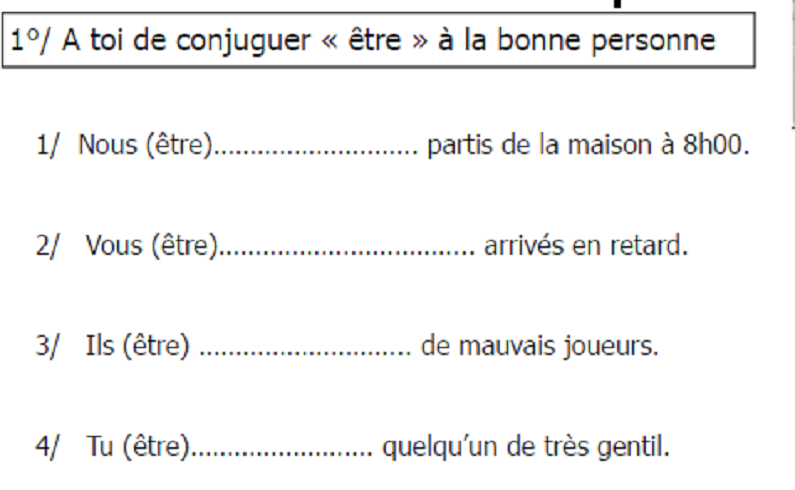 1°/ A toi de conjuguer « être » à la bonne personne
1/ Nous (être)............................ partis de la maison à 8h00.
2/ Vous (être)................................... arrivés en retard.
3/ Ils (être) ............................. de mauvais joueurs.
4/ Tu (être)......................... quelqu'un de très gentil.